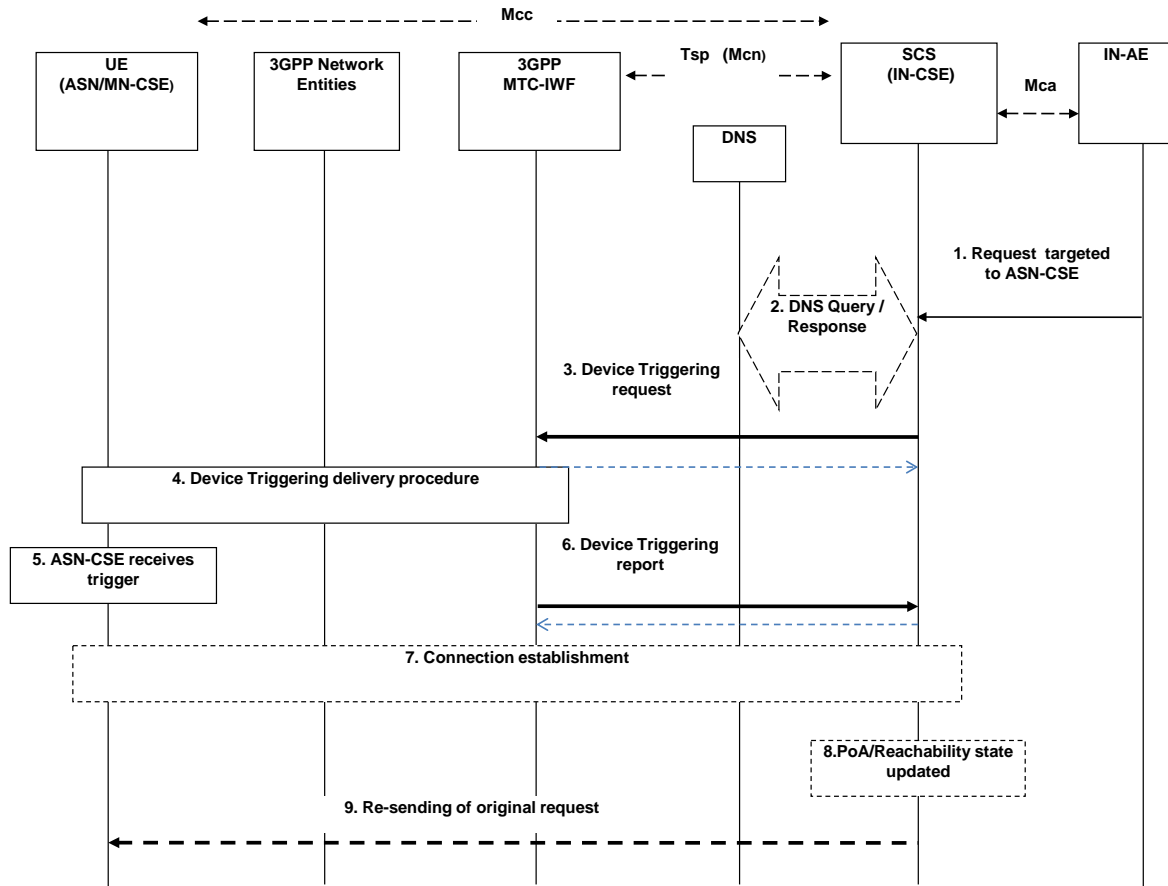 Mcc
UE
(ASN/MN-CSE)
3GPP Network
Entities
3GPP
MTC-IWF
Tsp (Mcn)
SCS
(IN-CSE)
Mca
IN-AE
DNS
1. Request targeted
to ASN-CSE
2. DNS Query /
Response
3. Device Triggering
request
4. Device Triggering delivery procedure
5. ASN-CSE receives
trigger
6. Device Triggering
report
7. Connection establishment
8.PoA/Reachability state
updated
9. Re-sending of original request